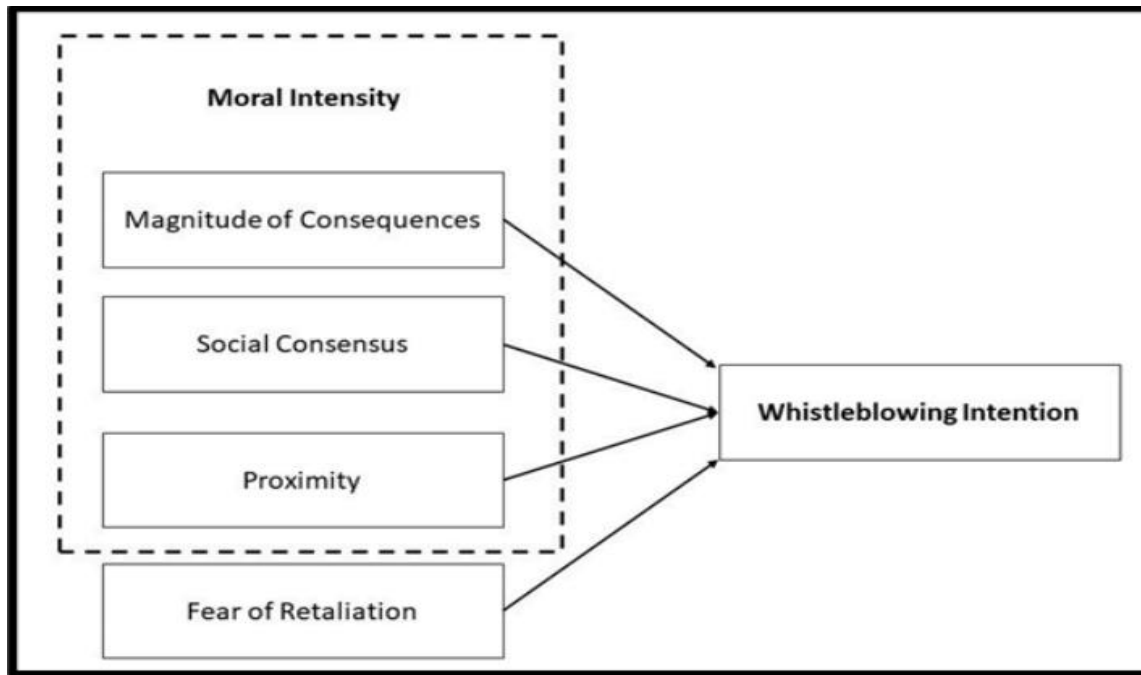 Moral Intensity
Magnitude of Consequences
Social Consensus
Proximity
Fear of Retaliation
Whistleblowing Intention